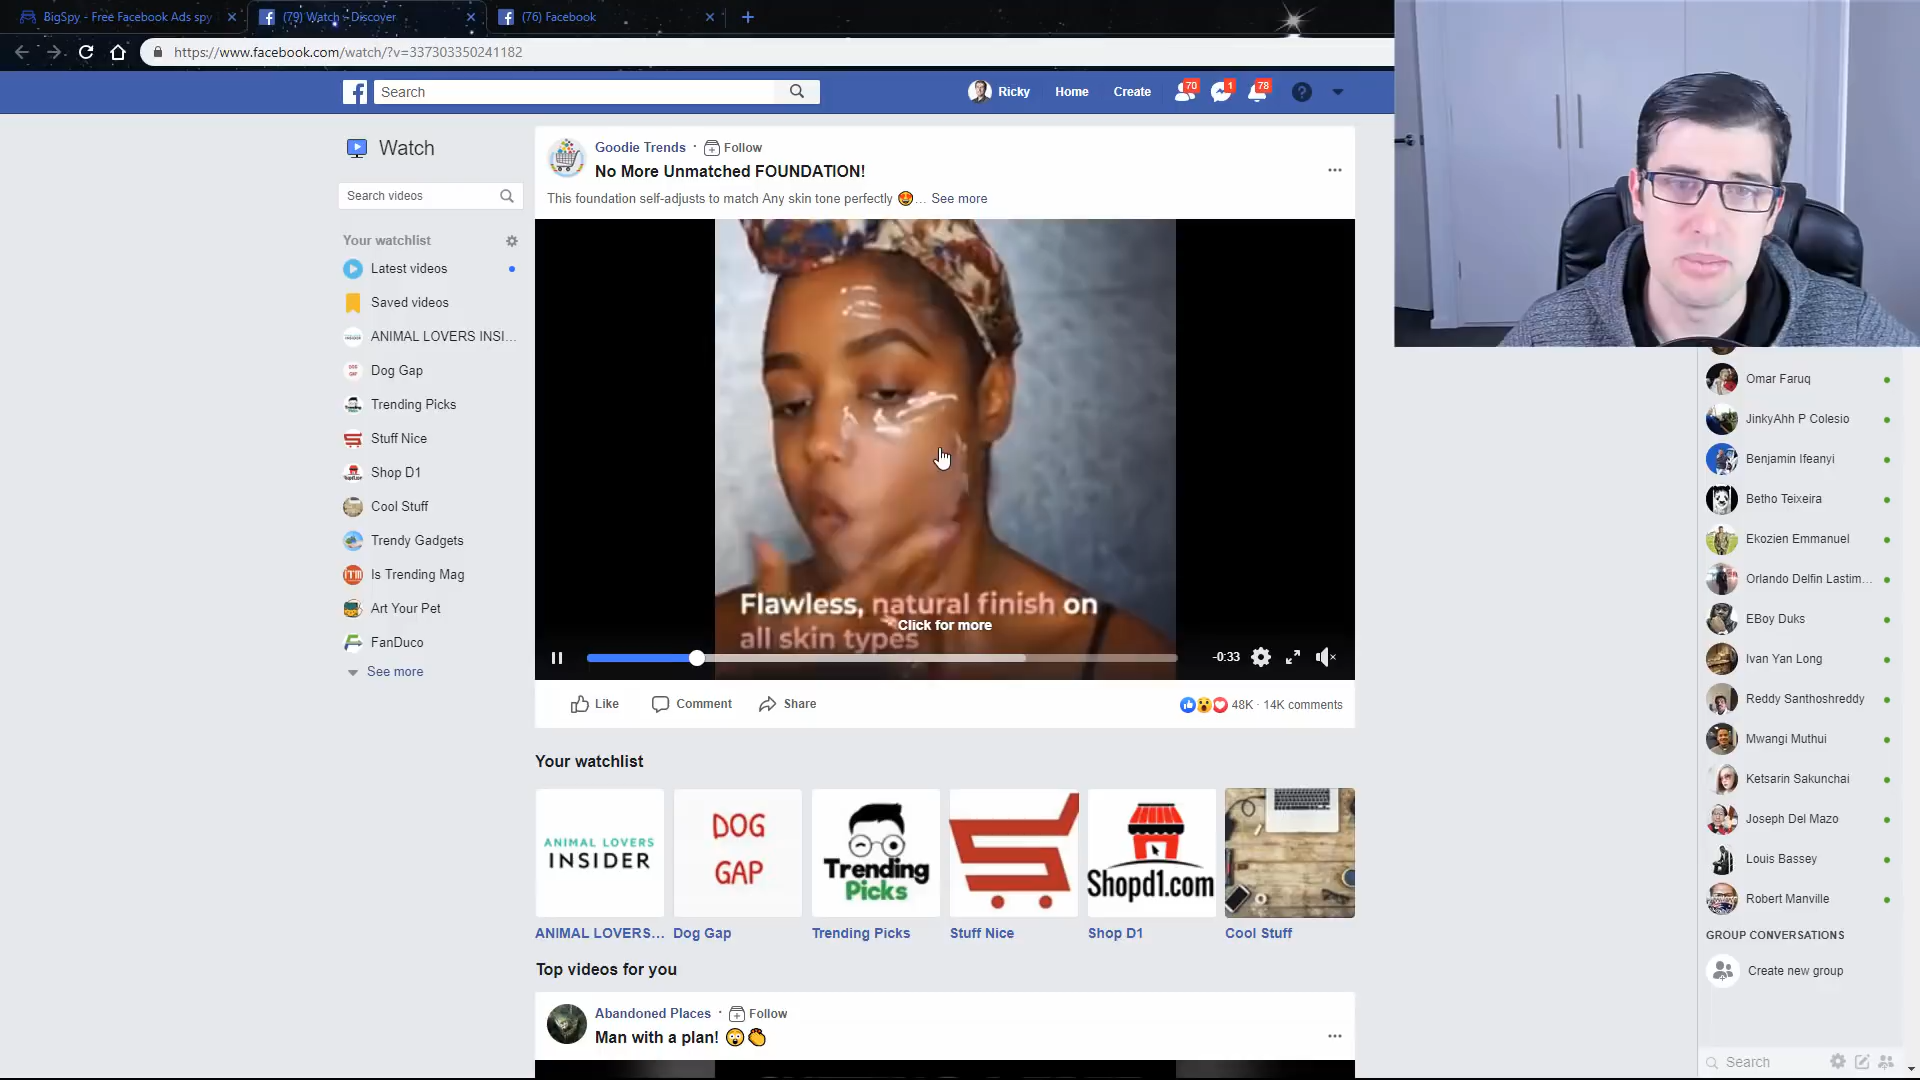 BigSpy - Free Facebook Ads spy
(79) Watch - Discover
(76) Facebook
https://www.facebook.com/watch/?v=337303350241182
Search
Ricky
Home
Create
70
1
78
Watch
Search videos
Your watchlist
Latest videos
Saved videos
ANIMAL LOVERS INSI...
Dog Gap
Trending Picks
Stuff Nice
Shop D1
Cool Stuff
Trendy Gadgets
Is Trending Mag
Art Your Pet
FanDuco
See more
Goodie Trends · Follow
No More Unmatched FOUNDATION!
This foundation self-adjusts to match Any skin tone perfectly 🤩... See more
Flawless, natural finish on
all skin types
Click for more
-0:33
Like
Comment
Share
48K · 14K comments
Your watchlist
ANIMAL LOVERS
INSIDER
DOG
GAP
Trending
Picks
Shopd1.com
ANIMAL LOVERS...
Dog Gap
Trending Picks
Stuff Nice
Shop D1
Cool Stuff
Top videos for you
Abandoned Places · Follow
Man with a plan! 😲👏
Omar Faruq
JinkyAhh P Colesio
Benjamin Ifeanyi
Betho Teixeira
Ekozien Emmanuel
Orlando Delfin Lastim...
EBoy Duks
Ivan Yan Long
Reddy Santhoshreddy
Mwangi Muthui
Ketsarin Sakunchai
Joseph Del Mazo
Louis Bassey
Robert Manville
GROUP CONVERSATIONS
Create new group
Search